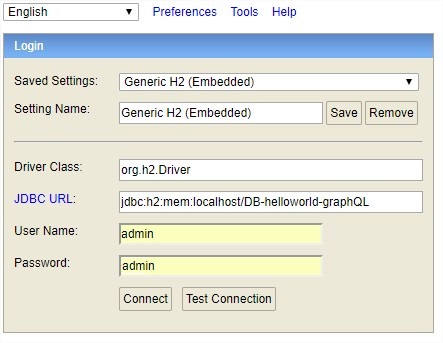 English Preferences Tools Help
Login
Saved Settings: Generic H2 (Embedded)
Setting Name: Generic H2 (Embedded) Save Remove
Driver Class: org.h2.Driver
JDBC URL: jdbc:h2:mem:localhost/DB-helloworld-graphQL
User Name: admin
Password: admin
Connect Test Connection